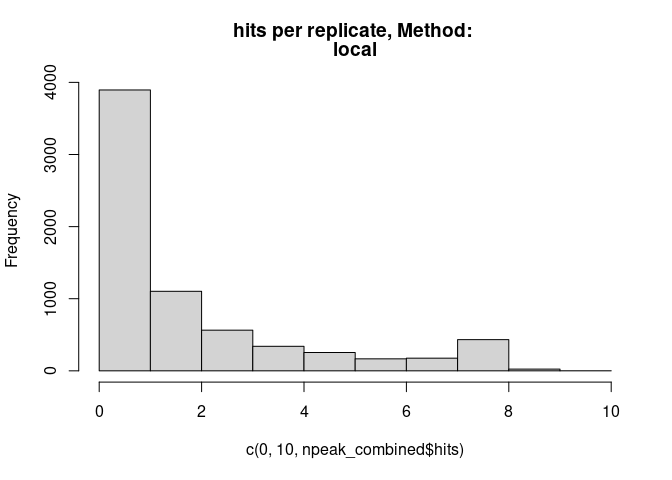 hits per replicate, Method:
local
4000
3000
2000
1000
0
Frequency
0 2 4 6 8 10
c(0, 10, npeak_combined$hits)